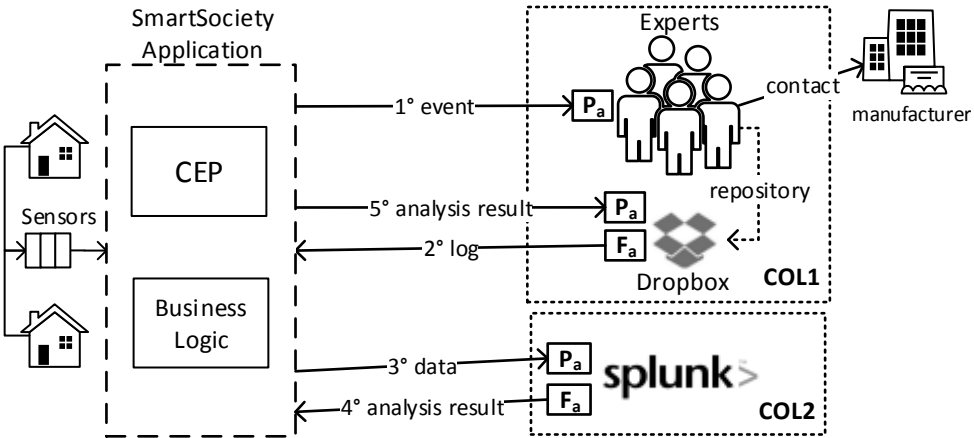 SmartSociety
Application
Experts
contact
manufacturer
1° event
Pa
CEP
repository
Sensors
5° analysis result
Pa
2° log
Fa
Dropbox
COL1
Business
Logic
3° data
Pa
splunk>
4° analysis result
Fa
COL2